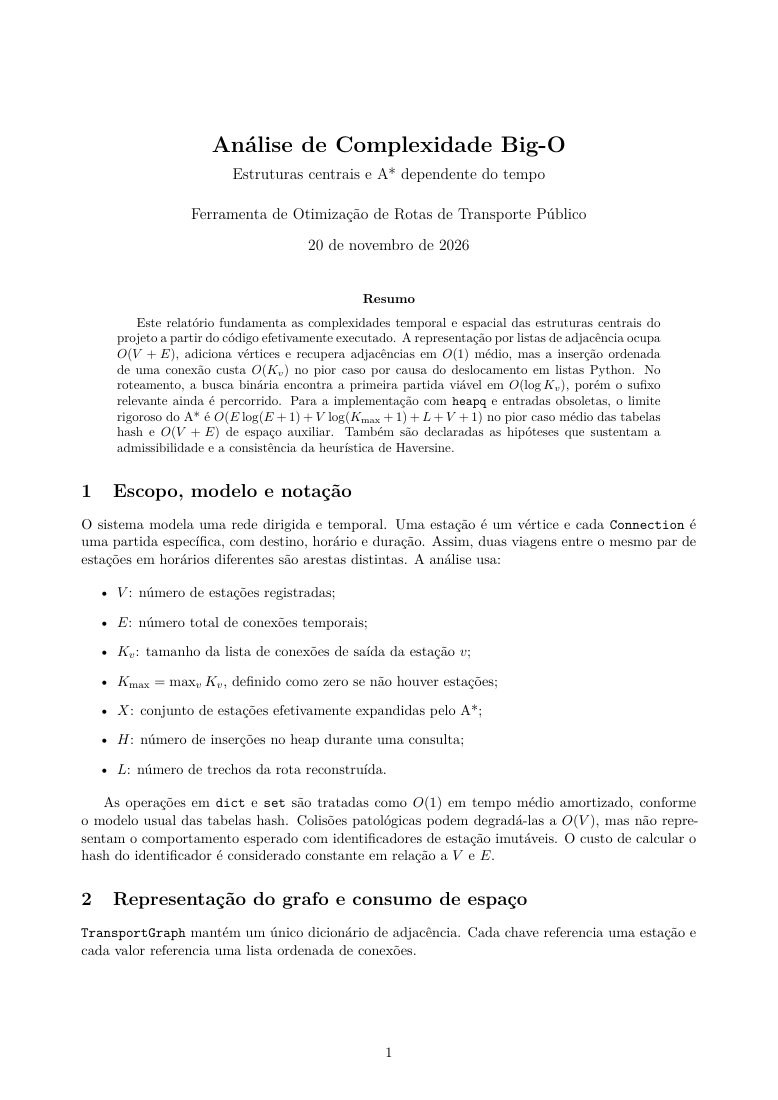 Análise de Complexidade Big-O
Estruturas centrais e A* dependente do tempo
Ferramenta de Otimização de Rotas de Transporte Público
20 de novembro de 2026
Resumo
Este relatório fundamenta as complexidades temporal e espacial das estruturas centrais do
projeto a partir do código efetivamente executado. A representação por listas de adjacência ocupa
O(V + E), adiciona vértices e recupera adjacências em O(1) médio, mas a inserção ordenada
de uma conexão custa O(K_v) no pior caso por causa do deslocamento em listas Python. No
roteamento, a busca binária encontra a primeira partida viável em O(log K_v), porém o sufixo
relevante ainda é percorrido. Para a implementação com heapq e entradas obsoletas, o limite
rigoroso do A* é O(E log(E + 1) + V log(K_max + 1) + L + V + 1) no pior caso médio das tabelas
hash e O(V + E) de espaço auxiliar. Também são declaradas as hipóteses que sustentam a
admissibilidade e a consistência da heurística de Haversine.
1 Escopo, modelo e notação
O sistema modela uma rede dirigida e temporal. Uma estação é um vértice e cada Connection é
uma partida específica, com destino, horário e duração. Assim, duas viagens entre o mesmo par de
estações em horários diferentes são arestas distintas. A análise usa:
• V: número de estações registradas;
• E: número total de conexões temporais;
• K_v: tamanho da lista de conexões de saída da estação v;
• K_max = max_v K_v, definido como zero se não houver estações;
• X: conjunto de estações efetivamente expandidas pelo A*;
• H: número de inserções no heap durante uma consulta;
• L: número de trechos da rota reconstruída.
As operações em dict e set são tratadas como O(1) em tempo médio amortizado, conforme
o modelo usual das tabelas hash. Colisões patológicas podem degradá-las a O(V), mas não repre-
sentam o comportamento esperado com identificadores de estação imutáveis. O custo de calcular o
hash do identificador é considerado constante em relação a V e E.
2 Representação do grafo e consumo de espaço
TransportGraph mantém um único dicionário de adjacência. Cada chave referencia uma estação e
cada valor referencia uma lista ordenada de conexões.
1